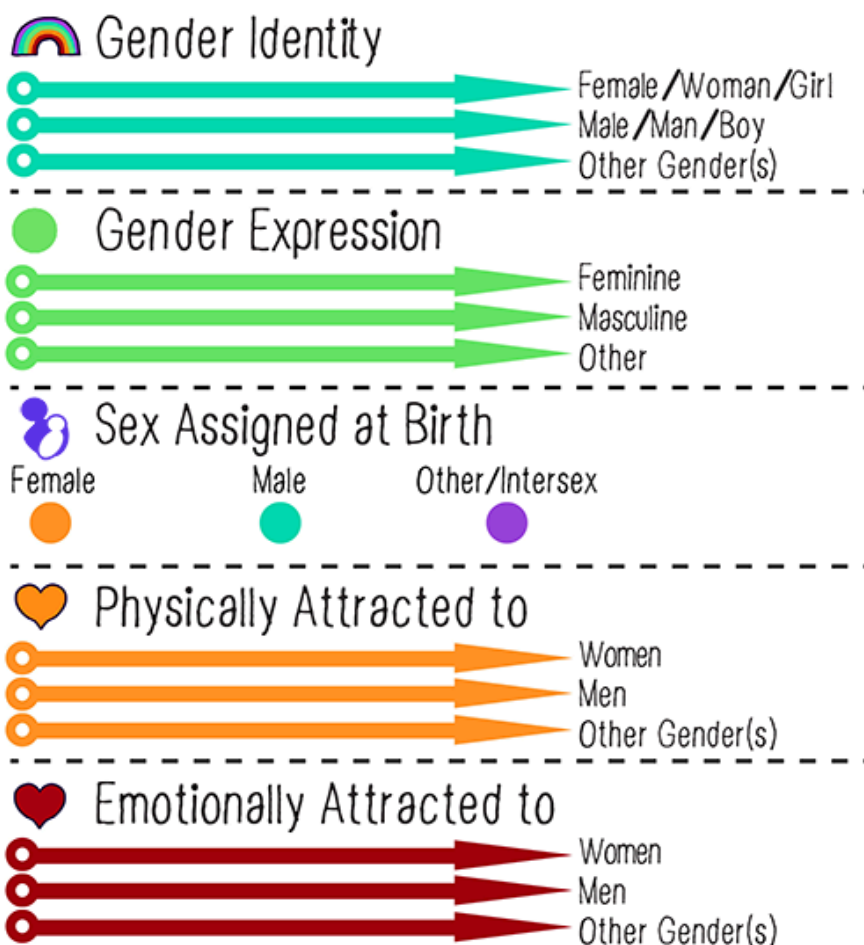 Gender Identity
Female/Woman/Girl
Male/Man/Boy
Other Gender(s)
Gender Expression
Feminine
Masculine
Other
Sex Assigned at Birth
Female Male Other/Intersex
Physically Attracted to
Women
Men
Other Gender(s)
Emotionally Attracted to
Women
Men
Other Gender(s)